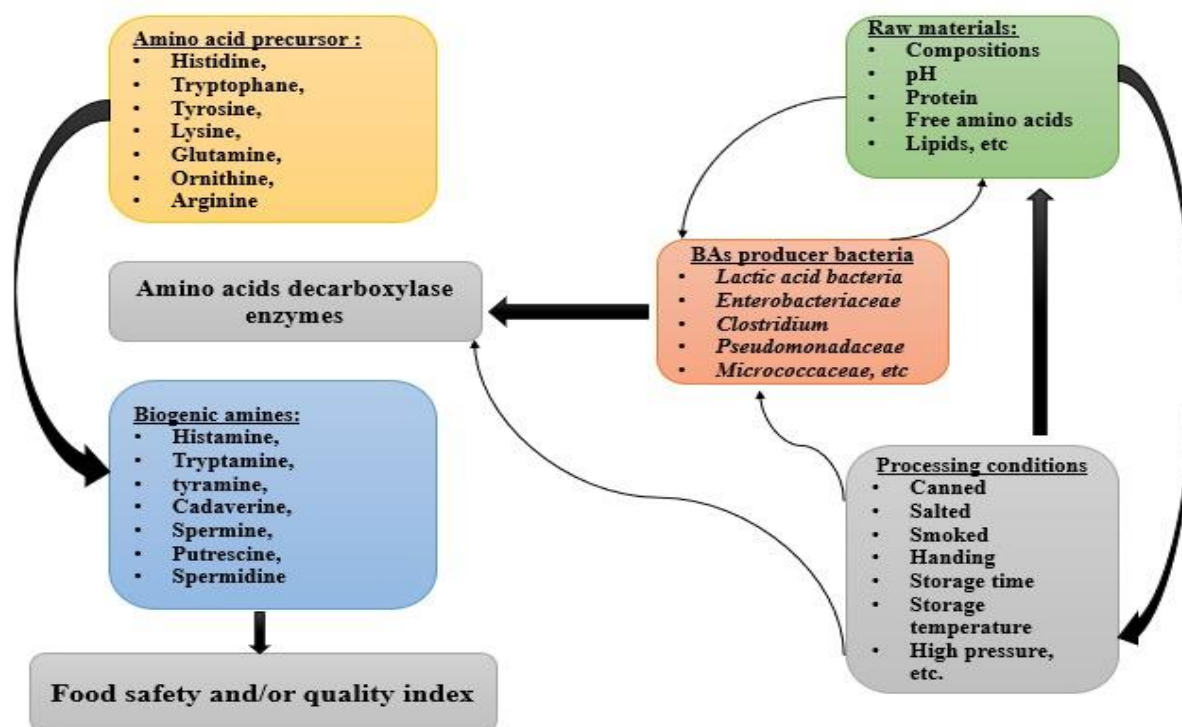 Amino acid precursor :
• Histidine,
• Tryptophane,
• Tyrosine,
• Lysine,
• Glutamine,
• Ornithine,
• Arginine
Raw materials:
• Compositions
• pH
• Protein
• Free amino acids
• Lipids, etc
BAs producer bacteria
• Lactic acid bacteria
• Enterobacteriaceae
• Clostridium
• Pseudomonadaceae
• Micrococcaceae, etc
Amino acids decarboxylase
enzymes
Biogenic amines:
• Histamine,
• Tryptamine,
• tyramine,
• Cadaverine,
• Spermine,
• Putrescine,
• Spermidine
Processing conditions
• Canned
• Salted
• Smoked
• Handing
• Storage time
• Storage
temperature
• High pressure,
etc.
Food safety and/or quality index